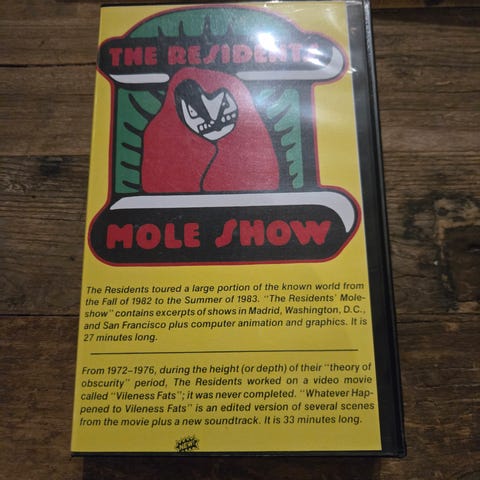 THE RESIDENTS
MOLE SHOW
The Residents toured a large portion of the known world from
the Fall of 1982 to the Summer of 1983. "The Residents' Mole-
show" contains excerpts of shows in Madrid, Washington, D.C.,
and San Francisco plus computer animation and graphics. It is
27 minutes long.
From 1972–1976, during the height (or depth) of their "theory of
obscurity" period, The Residents worked on a video movie
called "Vileness Fats"; it was never completed. "Whatever Hap-
pened to Vileness Fats" is an edited version of several scenes
from the movie plus a new soundtrack. It is 33 minutes long.